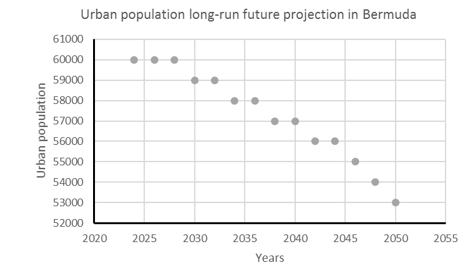 Urban population long-run future projection in Bermuda
61000
60000
59000
58000
57000
56000
55000
54000
53000
52000
Urban population
2020 2025 2030 2035 2040 2045 2050 2055
Years